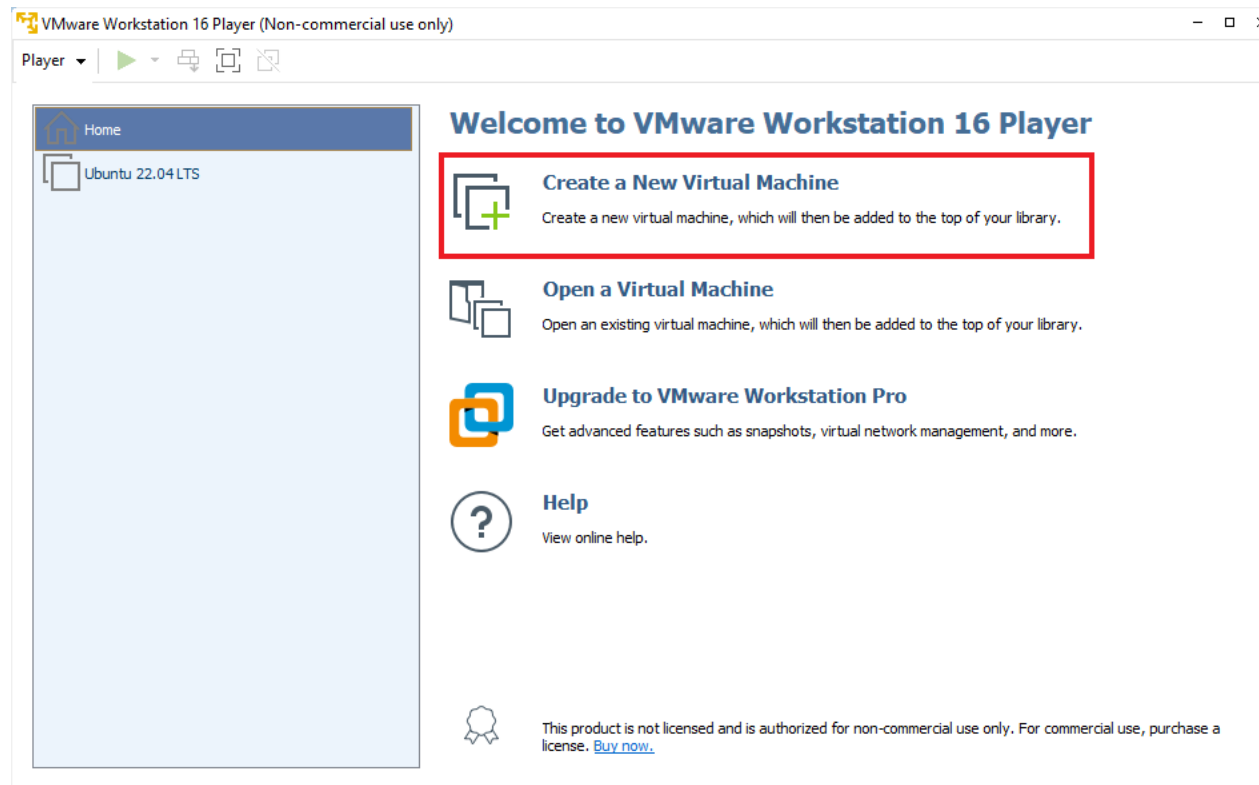 VMware Workstation 16 Player (Non-commercial use only)
Player
Home
Ubuntu 22.04 LTS
Welcome to VMware Workstation 16 Player
Create a New Virtual Machine
Create a new virtual machine, which will then be added to the top of your library.
Open a Virtual Machine
Open an existing virtual machine, which will then be added to the top of your library.
Upgrade to VMware Workstation Pro
Get advanced features such as snapshots, virtual network management, and more.
Help
View online help.
This product is not licensed and is authorized for non-commercial use only. For commercial use, purchase a
license. Buy now.